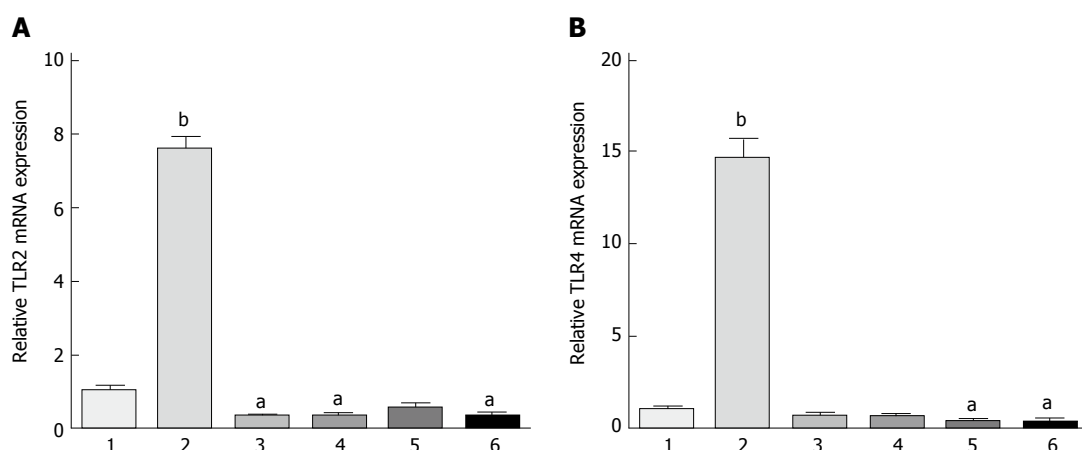 A
Relative TLR2 mRNA expression
10
8
6
4
2
0
b
a
a
a
1 2 3 4 5 6
B
Relative TLR4 mRNA expression
20
15
10
5
0
b
a
a
1 2 3 4 5 6